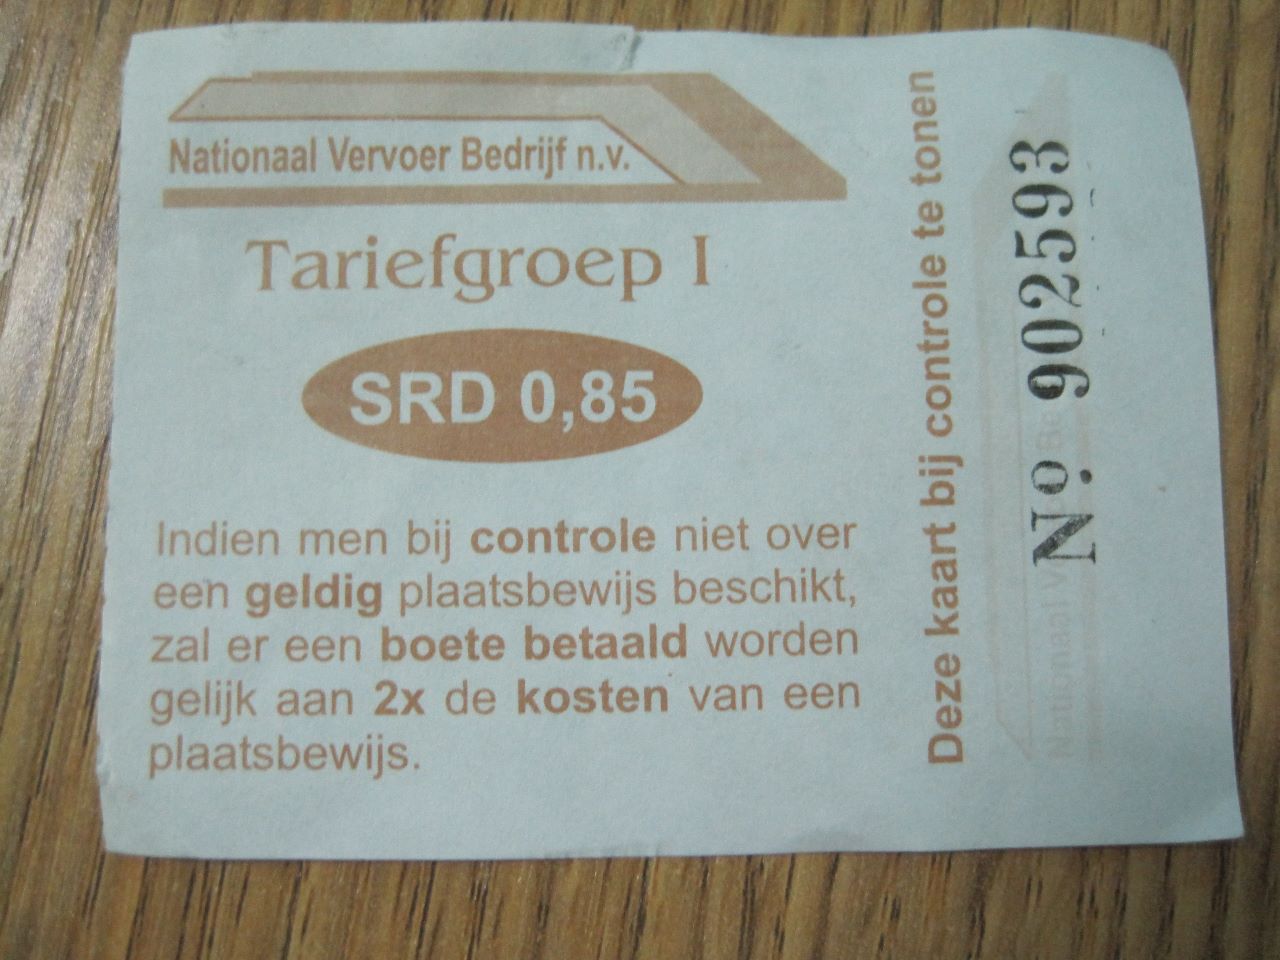 Nationaal Vervoer Bedrijf n.v.
Tariefgroep I
SRD 0,85
Indien men bij controle niet over
een geldig plaatsbewijs beschikt,
zal er een boete betaald worden
gelijk aan 2x de kosten van een
plaatsbewijs.
Deze kaart bij controle te tonen
Nº 902593
Nationaal V